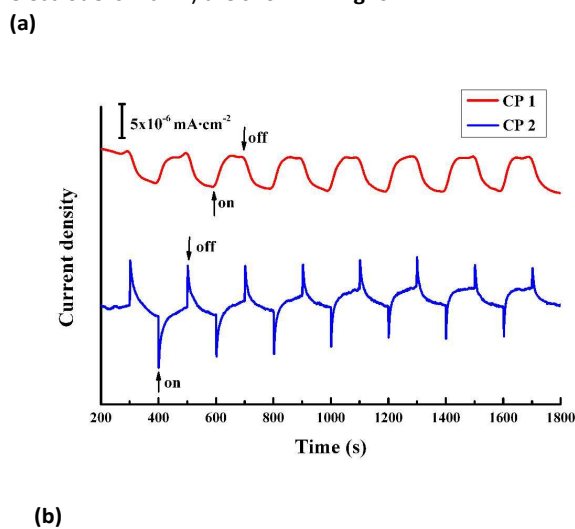 (a)
5x10⁻⁶ mA·cm⁻²
CP 1
CP 2
off
on
off
on
Current density
200 400 600 800 1000 1200 1400 1600 1800
Time (s)
(b)